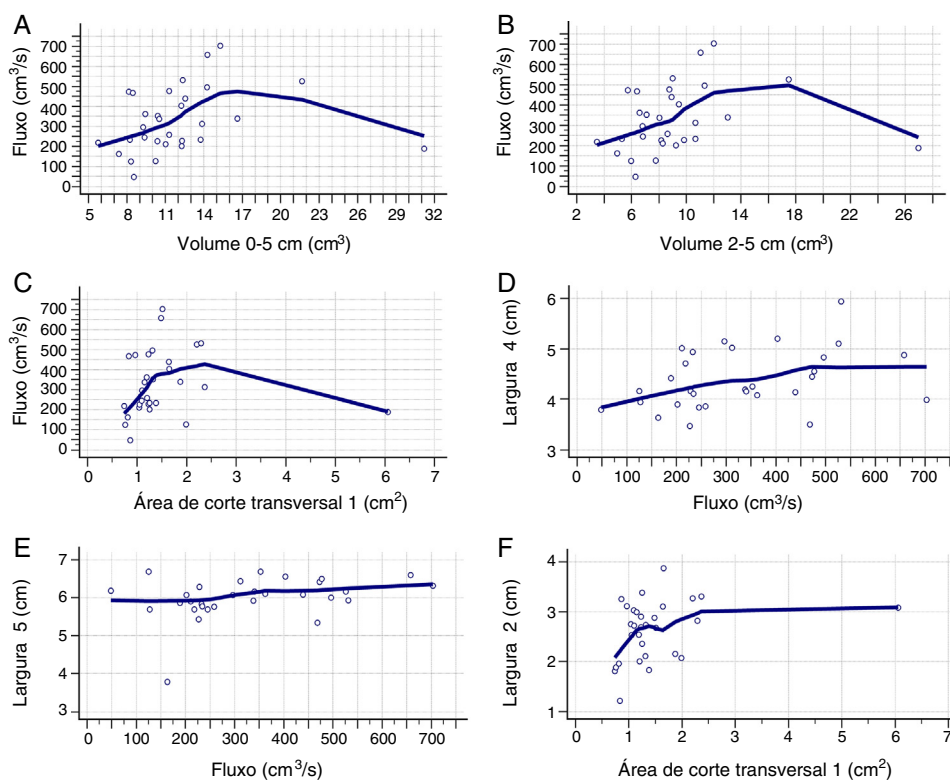 A
Fluxo (cm³/s)
700
600
500
400
300
200
100
0
5 8 11 14 17 20 23 26 29 32
Volume 0-5 cm (cm³)
B
Fluxo (cm³/s)
700
600
500
400
300
200
100
0
2 6 10 14 18 22 26
Volume 2-5 cm (cm³)
C
Fluxo (cm³/s)
700
600
500
400
300
200
100
0
0 1 2 3 4 5 6 7
Área de corte transversal 1 (cm²)
D
Largura 4 (cm)
6
5
4
3
0 100 200 300 400 500 600 700
Fluxo (cm³/s)
E
Largura 5 (cm)
7
6
5
4
3
0 100 200 300 400 500 600 700
Fluxo (cm³/s)
F
Largura 2 (cm)
4
3
2
1
0 1 2 3 4 5 6 7
Área de corte transversal 1 (cm²)